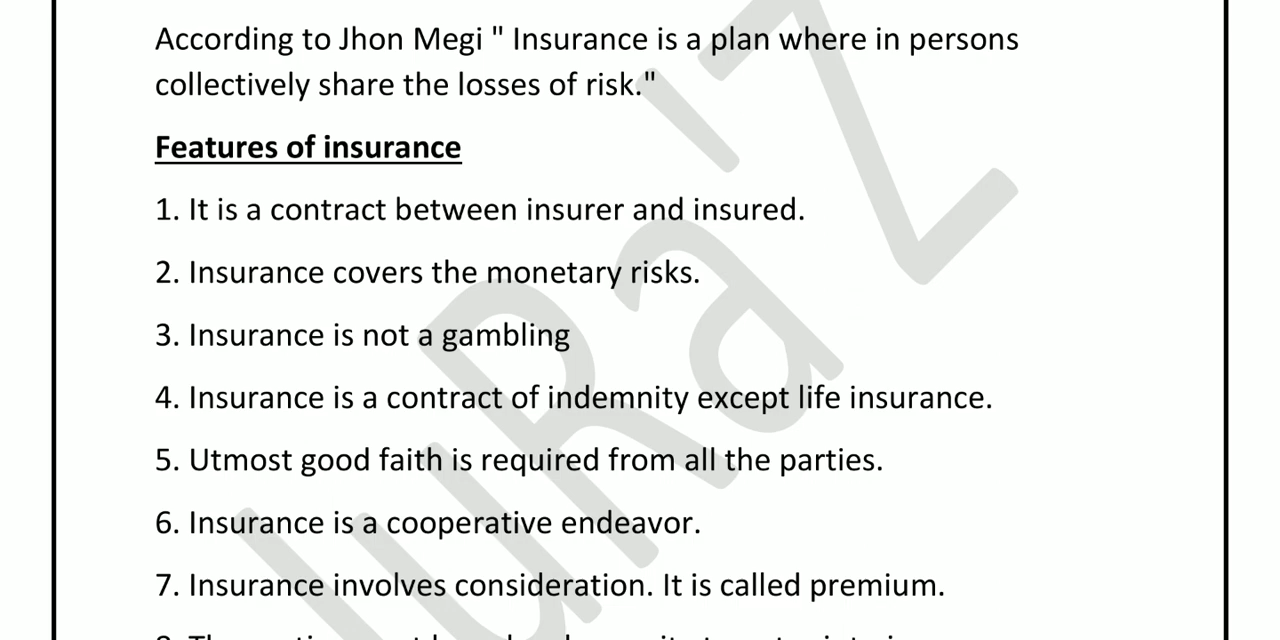 According to Jhon Megi " Insurance is a plan where in persons
collectively share the losses of risk."
Features of insurance
1. It is a contract between insurer and insured.
2. Insurance covers the monetary risks.
3. Insurance is not a gambling
4. Insurance is a contract of indemnity except life insurance.
5. Utmost good faith is required from all the parties.
6. Insurance is a cooperative endeavor.
7. Insurance involves consideration. It is called premium.